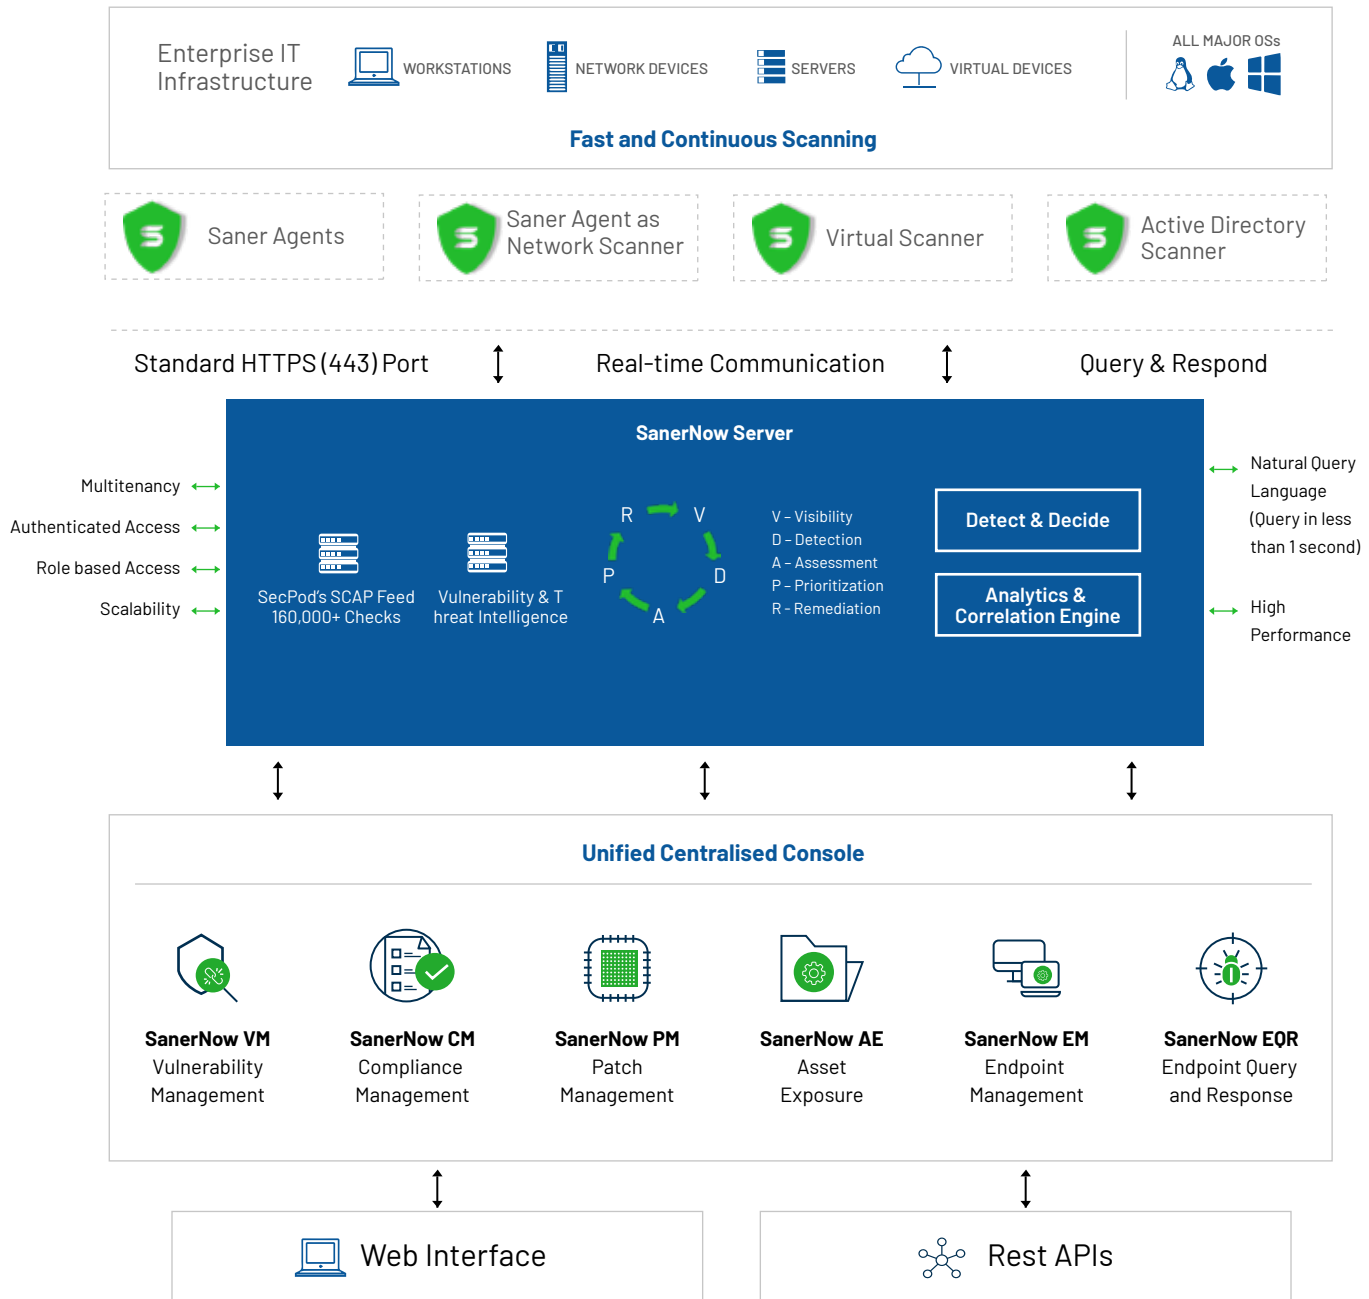 Enterprise IT
Infrastructure
WORKSTATIONS
NETWORK DEVICES
SERVERS
VIRTUAL DEVICES
ALL MAJOR OSs
Fast and Continuous Scanning
Saner Agents
Saner Agent as
Network Scanner
Virtual Scanner
Active Directory
Scanner
Standard HTTPS (443) Port
Real-time Communication
Query & Respond
SanerNow Server
Multitenancy
Authenticated Access
Role based Access
Scalability
SecPod's SCAP Feed
160,000+ Checks
Vulnerability & T
hreat Intelligence
R
V
D
A
P
V – Visibility
D – Detection
A – Assessment
P – Prioritization
R - Remediation
Detect & Decide
Analytics &
Correlation Engine
Natural Query
Language
(Query in less
than 1 second)
High
Performance
Unified Centralised Console
SanerNow VM
Vulnerability
Management
SanerNow CM
Compliance
Management
SanerNow PM
Patch
Management
SanerNow AE
Asset
Exposure
SanerNow EM
Endpoint
Management
SanerNow EQR
Endpoint Query
and Response
Web Interface
Rest APIs